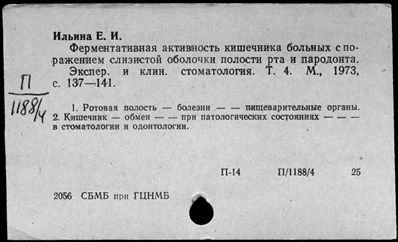 Ильина Е. И.
Ферментативная активность кишечника больных с по-
ражением слизистой оболочки полости рта и пародонта.
Экспер. и клин. стоматология. Т. 4. М., 1973,
с. 137—141.
П
1188/4
1. Ротовая полость — болезни — — пищеварительные органы.
2. Кишечник — обмен — — при патологических состояниях — — —
в стоматологии и одонтологии.
П-14 П/1188/4 25
2056 СБМБ при ГЦНМБ